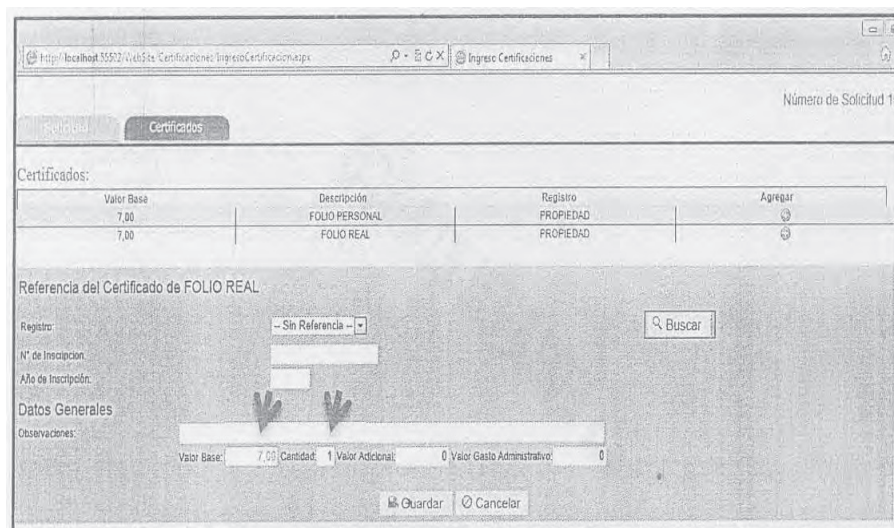 http://localhost:55502/WebSite_Certificaciones/IngresoCertificacion.aspx
Ingreso Certificaciones
Número de Solicitud 1
Certificados
Certificados:
Valor Base Descripción Registro Agregar
7,00 FOLIO PERSONAL PROPIEDAD
7,00 FOLIO REAL PROPIEDAD
Referencia del Certificado de FOLIO REAL
Registro: -- Sin Referencia -- Buscar
N° de Inscripcion:
Año de Inscripción:
Datos Generales
Observaciones:
Valor Base: 7,00 Cantidad: 1 Valor Adicional: 0 Valor Gasto Administrativo: 0
Guardar Cancelar